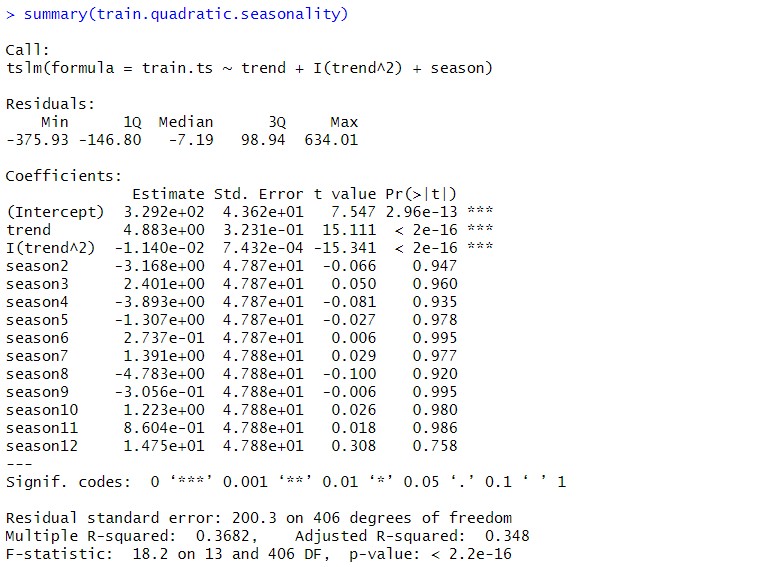 > summary(train.quadratic.seasonality)
Call:
tslm(formula = train.ts ~ trend + I(trend^2) + season)
Residuals:
    Min      1Q  Median      3Q     Max
-375.93 -146.80   -7.19   98.94  634.01
Coefficients:
              Estimate Std. Error t value Pr(>|t|)
(Intercept)  3.292e+02  4.362e+01   7.547 2.96e-13 ***
trend        4.883e+00  3.231e-01  15.111  < 2e-16 ***
I(trend^2)  -1.140e-02  7.432e-04 -15.341  < 2e-16 ***
season2     -3.168e+00  4.787e+01  -0.066    0.947
season3      2.401e+00  4.787e+01   0.050    0.960
season4     -3.893e+00  4.787e+01  -0.081    0.935
season5     -1.307e+00  4.787e+01  -0.027    0.978
season6      2.737e-01  4.787e+01   0.006    0.995
season7      1.391e+00  4.788e+01   0.029    0.977
season8     -4.783e+00  4.788e+01  -0.100    0.920
season9     -3.056e-01  4.788e+01  -0.006    0.995
season10     1.223e+00  4.788e+01   0.026    0.980
season11     8.604e-01  4.788e+01   0.018    0.986
season12     1.475e+01  4.788e+01   0.308    0.758
---
Signif. codes:  0 ‘***’ 0.001 ‘**’ 0.01 ‘*’ 0.05 ‘.’ 0.1 ‘ ’ 1
Residual standard error: 200.3 on 406 degrees of freedom
Multiple R-squared:  0.3682,    Adjusted R-squared:  0.348
F-statistic:  18.2 on 13 and 406 DF,  p-value: < 2.2e-16